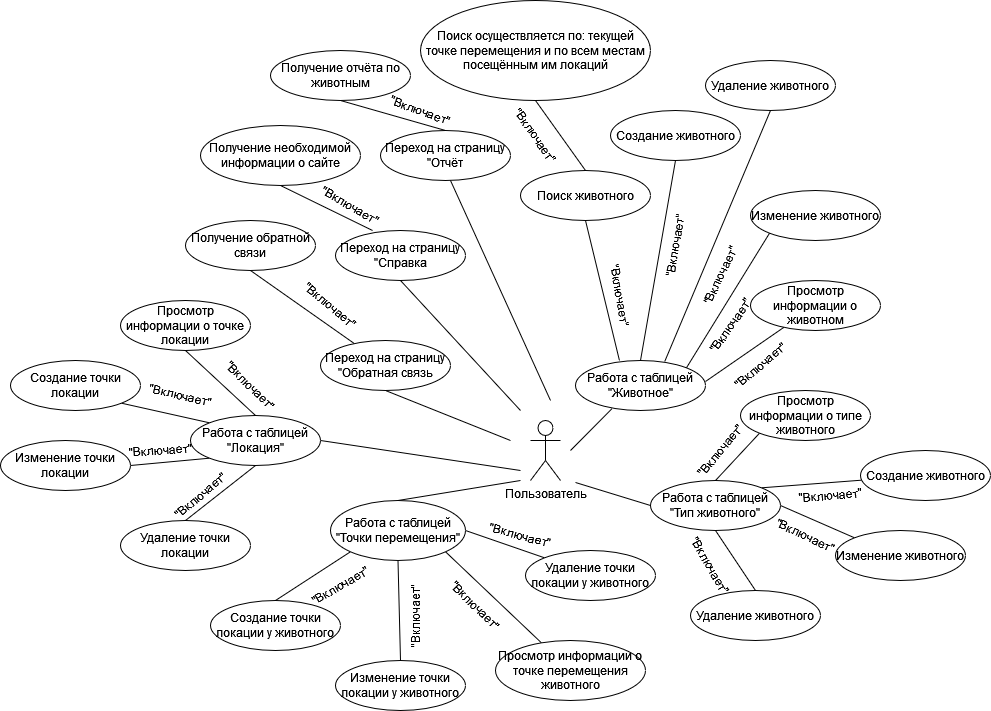 Поиск осуществляется по: текущей
точке перемещения и по всем местам
посещённым им локаций
Получение отчёта по
животным
"Включает"
Удаление животного
"Включает"
Создание животного
Получение необходимой
информации о сайте
Переход на страницу
"Отчёт
Поиск животного
"Включает"
Изменение животного
Получение обратной
связи
Переход на страницу
"Справка
"Включает"
"Включает"
"Включает"
"Включает"
Просмотр
информации о
животном
"Включает"
Просмотр
информации о точке
локации
"Включает"
Переход на страницу
"Обратная связь
"Включает"
Создание точки
локации
"Включает"
"Включает"
Работа с таблицей
"Животное"
Просмотр
информации о типе
животного
Работа с таблицей
"Локация"
"Включает"
Изменение точки
локации
"Включает"
"Включает"
Пользователь
Создание животного
"Включает"
Работа с таблицей
"Тип животного"
Удаление точки
локации
Работа с таблицей
"Точки перемещения"
"Включает"
"Включает"
Изменение животного
"Включает"
Удаление точки
локации у животного
"Включает"
"Включает"
"Включает"
Удаление животного
Создание точки
локации у животного
Просмотр информации о
точке перемещения
животного
Изменение точки
локации у животного